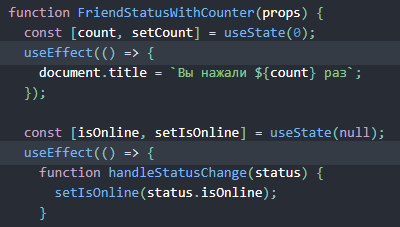 function FriendStatusWithCounter(props) {
  const [count, setCount] = useState(0);
  useEffect(() => {
    document.title = `Вы нажали ${count} раз`;
  });

  const [isOnline, setIsOnline] = useState(null);
  useEffect(() => {
    function handleStatusChange(status) {
      setIsOnline(status.isOnline);
    }